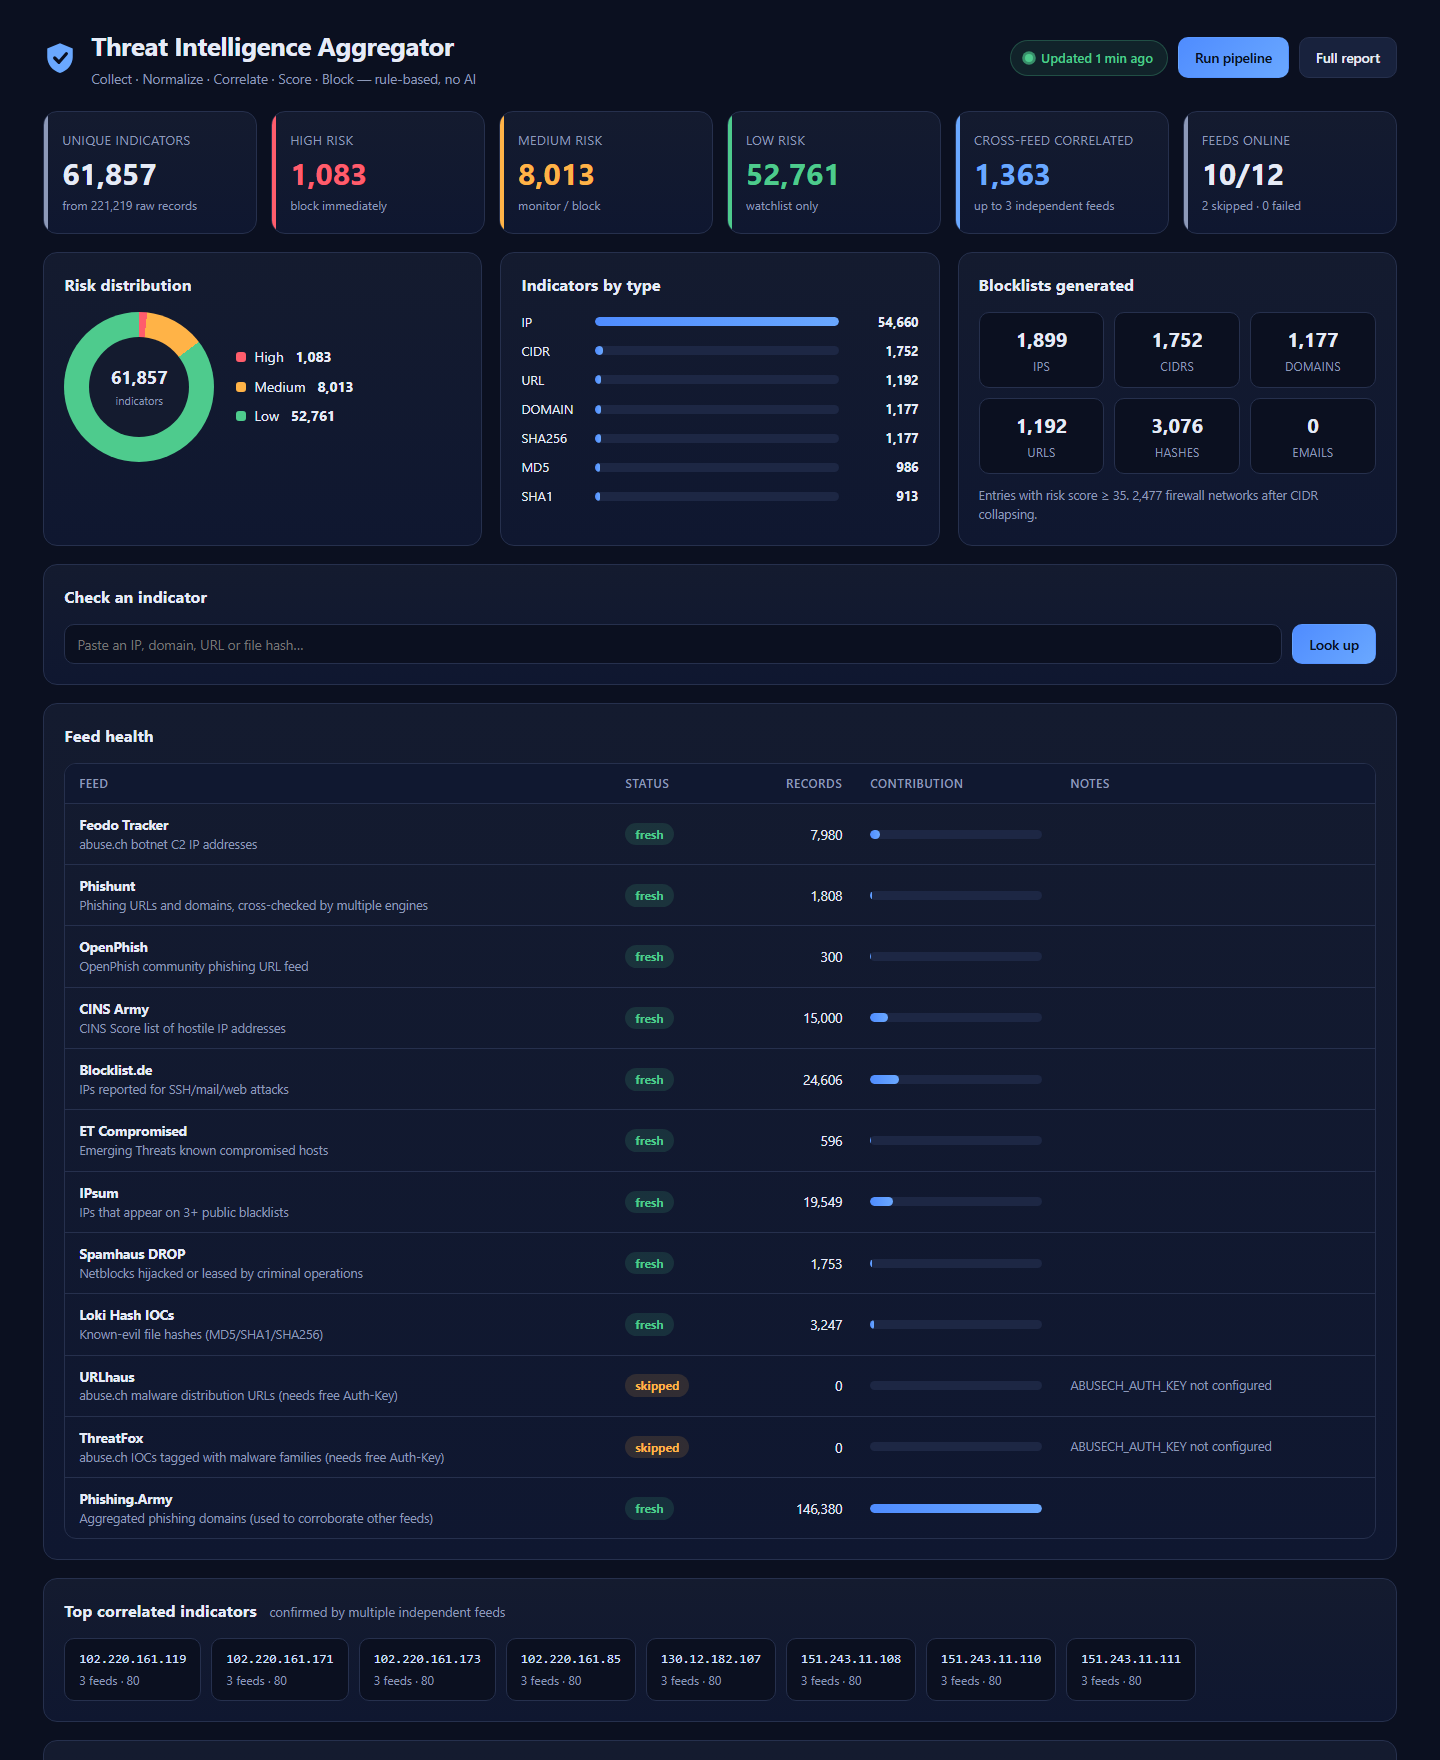 Threat Intelligence Aggregator
Collect · Normalize · Correlate · Score · Block — rule-based, no AI
Updated 1 min ago
Run pipeline
Full report
UNIQUE INDICATORS
61,857
from 221,219 raw records
HIGH RISK
1,083
block immediately
MEDIUM RISK
8,013
monitor / block
LOW RISK
52,761
watchlist only
CROSS-FEED CORRELATED
1,363
up to 3 independent feeds
FEEDS ONLINE
10/12
2 skipped · 0 failed
Risk distribution
61,857
indicators
High 1,083
Medium 8,013
Low 52,761
Indicators by type
IP 54,660
CIDR 1,752
URL 1,192
DOMAIN 1,177
SHA256 1,177
MD5 986
SHA1 913
Blocklists generated
1,899
IPS
1,752
CIDRS
1,177
DOMAINS
1,192
URLS
3,076
HASHES
0
EMAILS
Entries with risk score ≥ 35. 2,477 firewall networks after CIDR
collapsing.
Check an indicator
Paste an IP, domain, URL or file hash...
Look up
Feed health
FEED STATUS RECORDS CONTRIBUTION NOTES
Feodo Tracker
abuse.ch botnet C2 IP addresses
fresh 7,980
Phishunt
Phishing URLs and domains, cross-checked by multiple engines
fresh 1,808
OpenPhish
OpenPhish community phishing URL feed
fresh 300
CINS Army
CINS Score list of hostile IP addresses
fresh 15,000
Blocklist.de
IPs reported for SSH/mail/web attacks
fresh 24,606
ET Compromised
Emerging Threats known compromised hosts
fresh 596
IPsum
IPs that appear on 3+ public blacklists
fresh 19,549
Spamhaus DROP
Netblocks hijacked or leased by criminal operations
fresh 1,753
Loki Hash IOCs
Known-evil file hashes (MD5/SHA1/SHA256)
fresh 3,247
URLhaus
abuse.ch malware distribution URLs (needs free Auth-Key)
skipped 0 ABUSECH_AUTH_KEY not configured
ThreatFox
abuse.ch IOCs tagged with malware families (needs free Auth-Key)
skipped 0 ABUSECH_AUTH_KEY not configured
Phishing.Army
Aggregated phishing domains (used to corroborate other feeds)
fresh 146,380
Top correlated indicators confirmed by multiple independent feeds
102.220.161.119
3 feeds · 80
102.220.161.171
3 feeds · 80
102.220.161.173
3 feeds · 80
102.220.161.85
3 feeds · 80
130.12.182.107
3 feeds · 80
151.243.11.108
3 feeds · 80
151.243.11.110
3 feeds · 80
151.243.11.111
3 feeds · 80